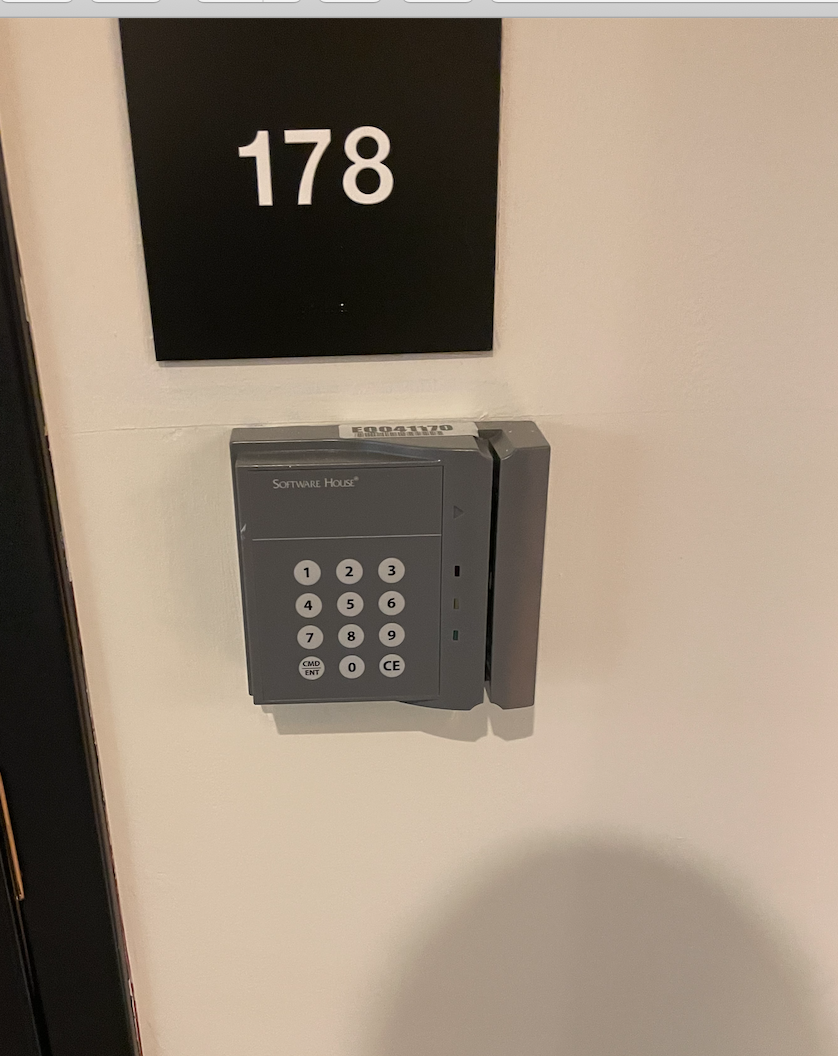 178
E0041170
SOFTWARE HOUSE®
1 2 3
4 5 6
7 8 9
CMD
ENT 0 CE